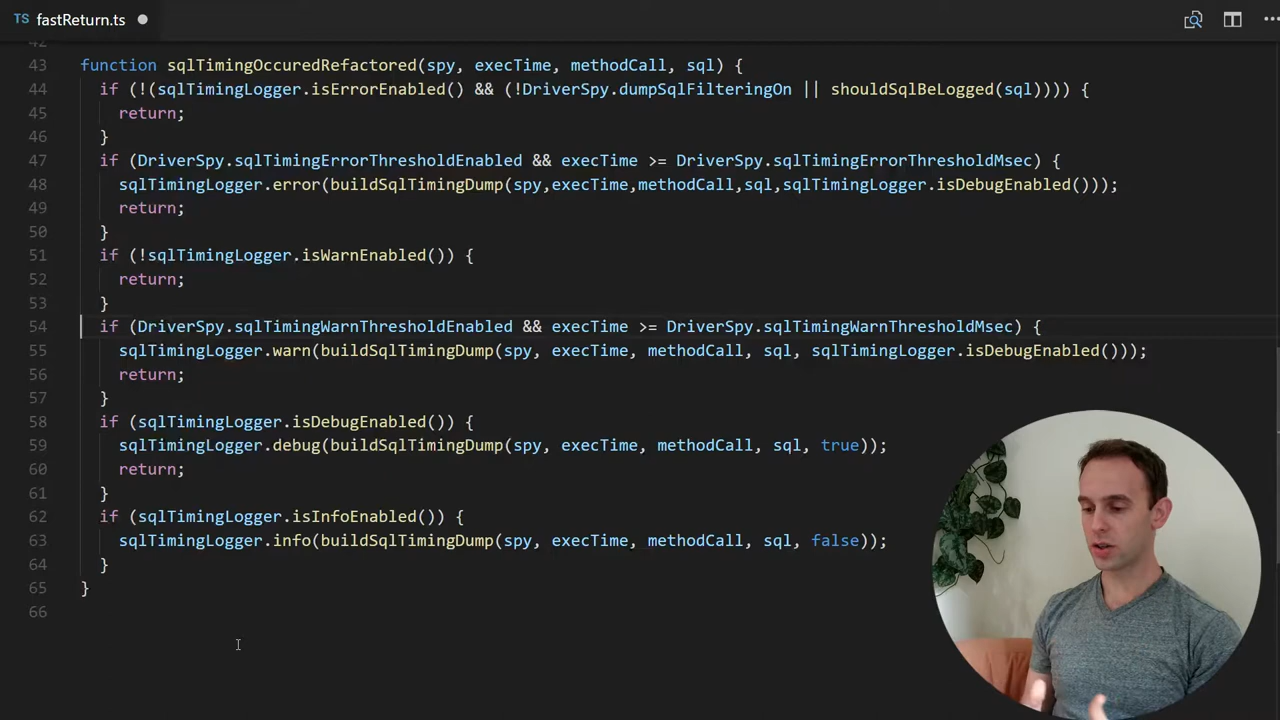 TS fastReturn.ts
42
43 function sqlTimingOccuredRefactored(spy, execTime, methodCall, sql) {
44 if (!(sqlTimingLogger.isErrorEnabled() && (!DriverSpy.dumpSqlFilteringOn || shouldSqlBeLogged(sql)))) {
45 return;
46 }
47 if (DriverSpy.sqlTimingErrorThresholdEnabled && execTime >= DriverSpy.sqlTimingErrorThresholdMsec) {
48 sqlTimingLogger.error(buildSqlTimingDump(spy,execTime,methodCall,sql,sqlTimingLogger.isDebugEnabled()));
49 return;
50 }
51 if (!sqlTimingLogger.isWarnEnabled()) {
52 return;
53 }
54 if (DriverSpy.sqlTimingWarnThresholdEnabled && execTime >= DriverSpy.sqlTimingWarnThresholdMsec) {
55 sqlTimingLogger.warn(buildSqlTimingDump(spy, execTime, methodCall, sql, sqlTimingLogger.isDebugEnabled()));
56 return;
57 }
58 if (sqlTimingLogger.isDebugEnabled()) {
59 sqlTimingLogger.debug(buildSqlTimingDump(spy, execTime, methodCall, sql, true));
60 return;
61 }
62 if (sqlTimingLogger.isInfoEnabled()) {
63 sqlTimingLogger.info(buildSqlTimingDump(spy, execTime, methodCall, sql, false));
64 }
65 }
66